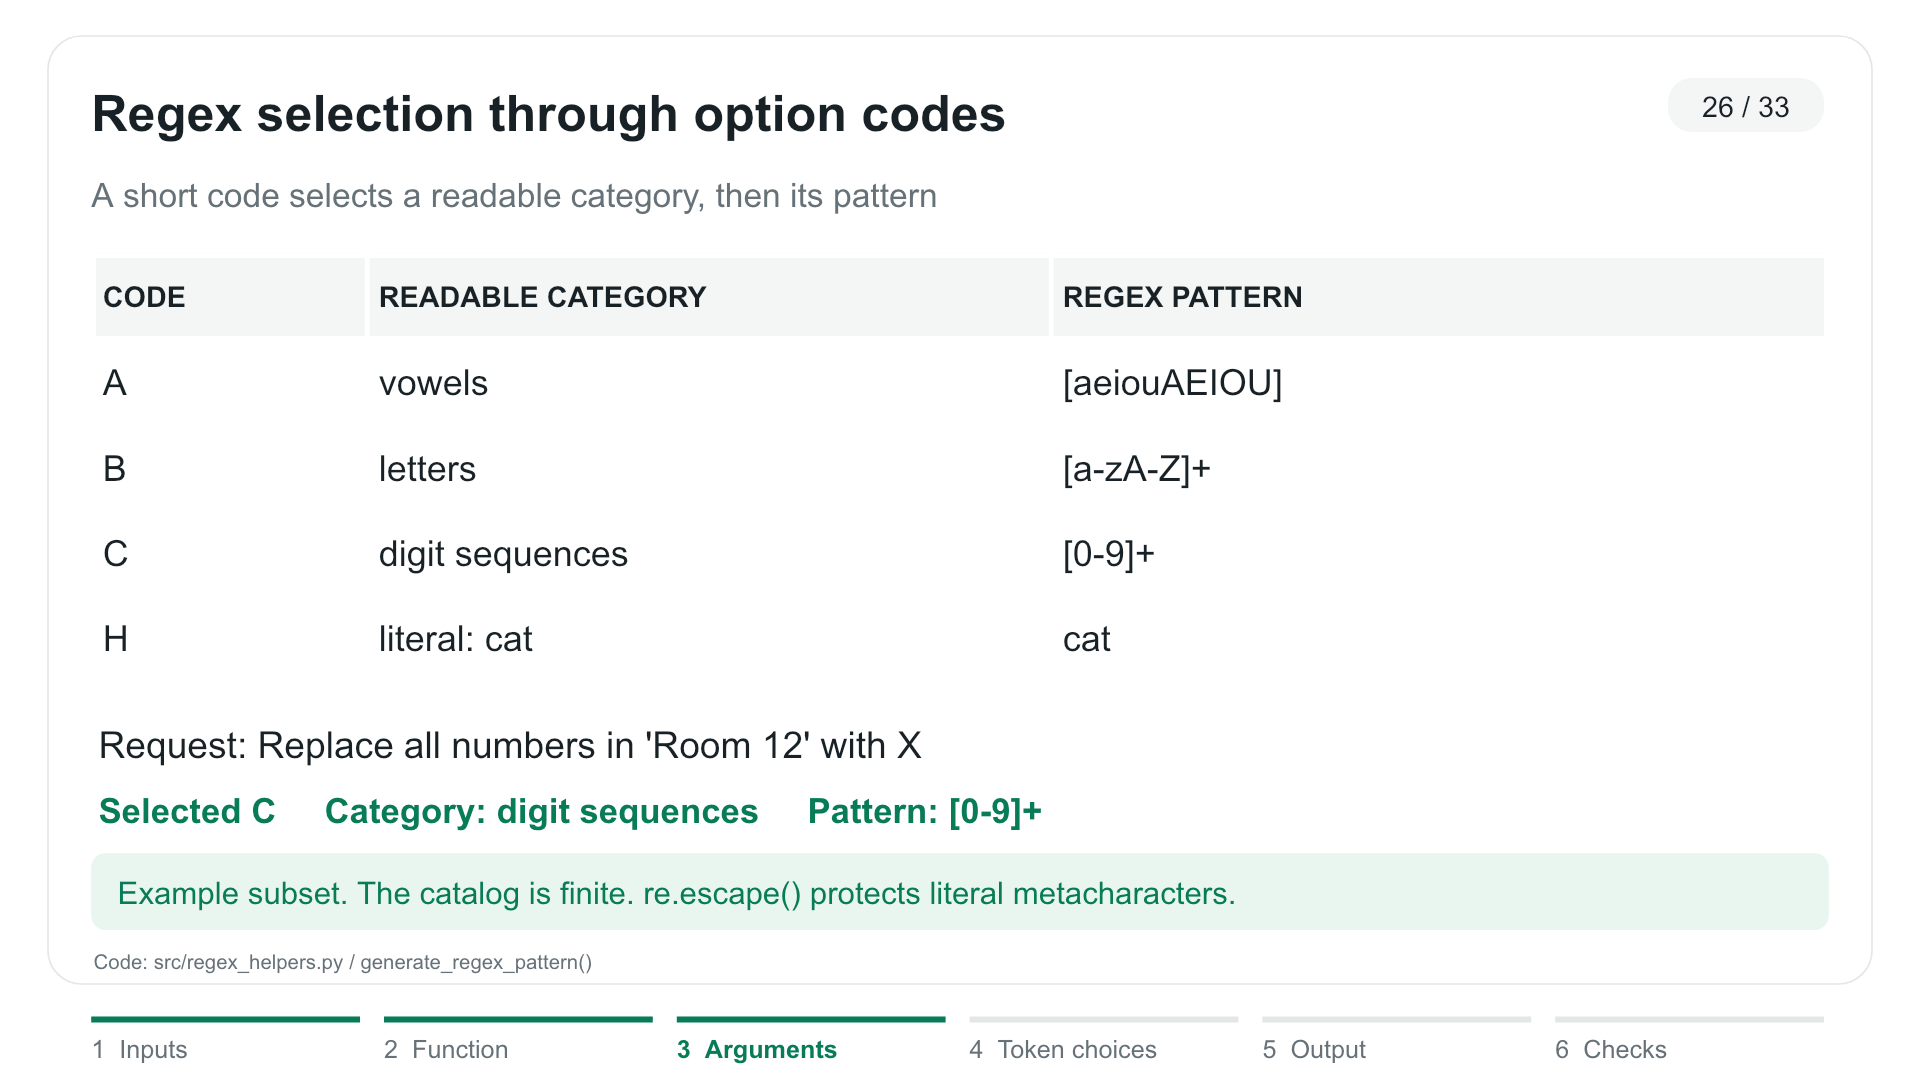 Regex selection through option codes
26 / 33
A short code selects a readable category, then its pattern
CODE READABLE CATEGORY REGEX PATTERN
A vowels [aeiouAEIOU]
B letters [a-zA-Z]+
C digit sequences [0-9]+
H literal: cat cat
Request: Replace all numbers in 'Room 12' with X
Selected C Category: digit sequences Pattern: [0-9]+
Example subset. The catalog is finite. re.escape() protects literal metacharacters.
Code: src/regex_helpers.py / generate_regex_pattern()
1 Inputs 2 Function 3 Arguments 4 Token choices 5 Output 6 Checks